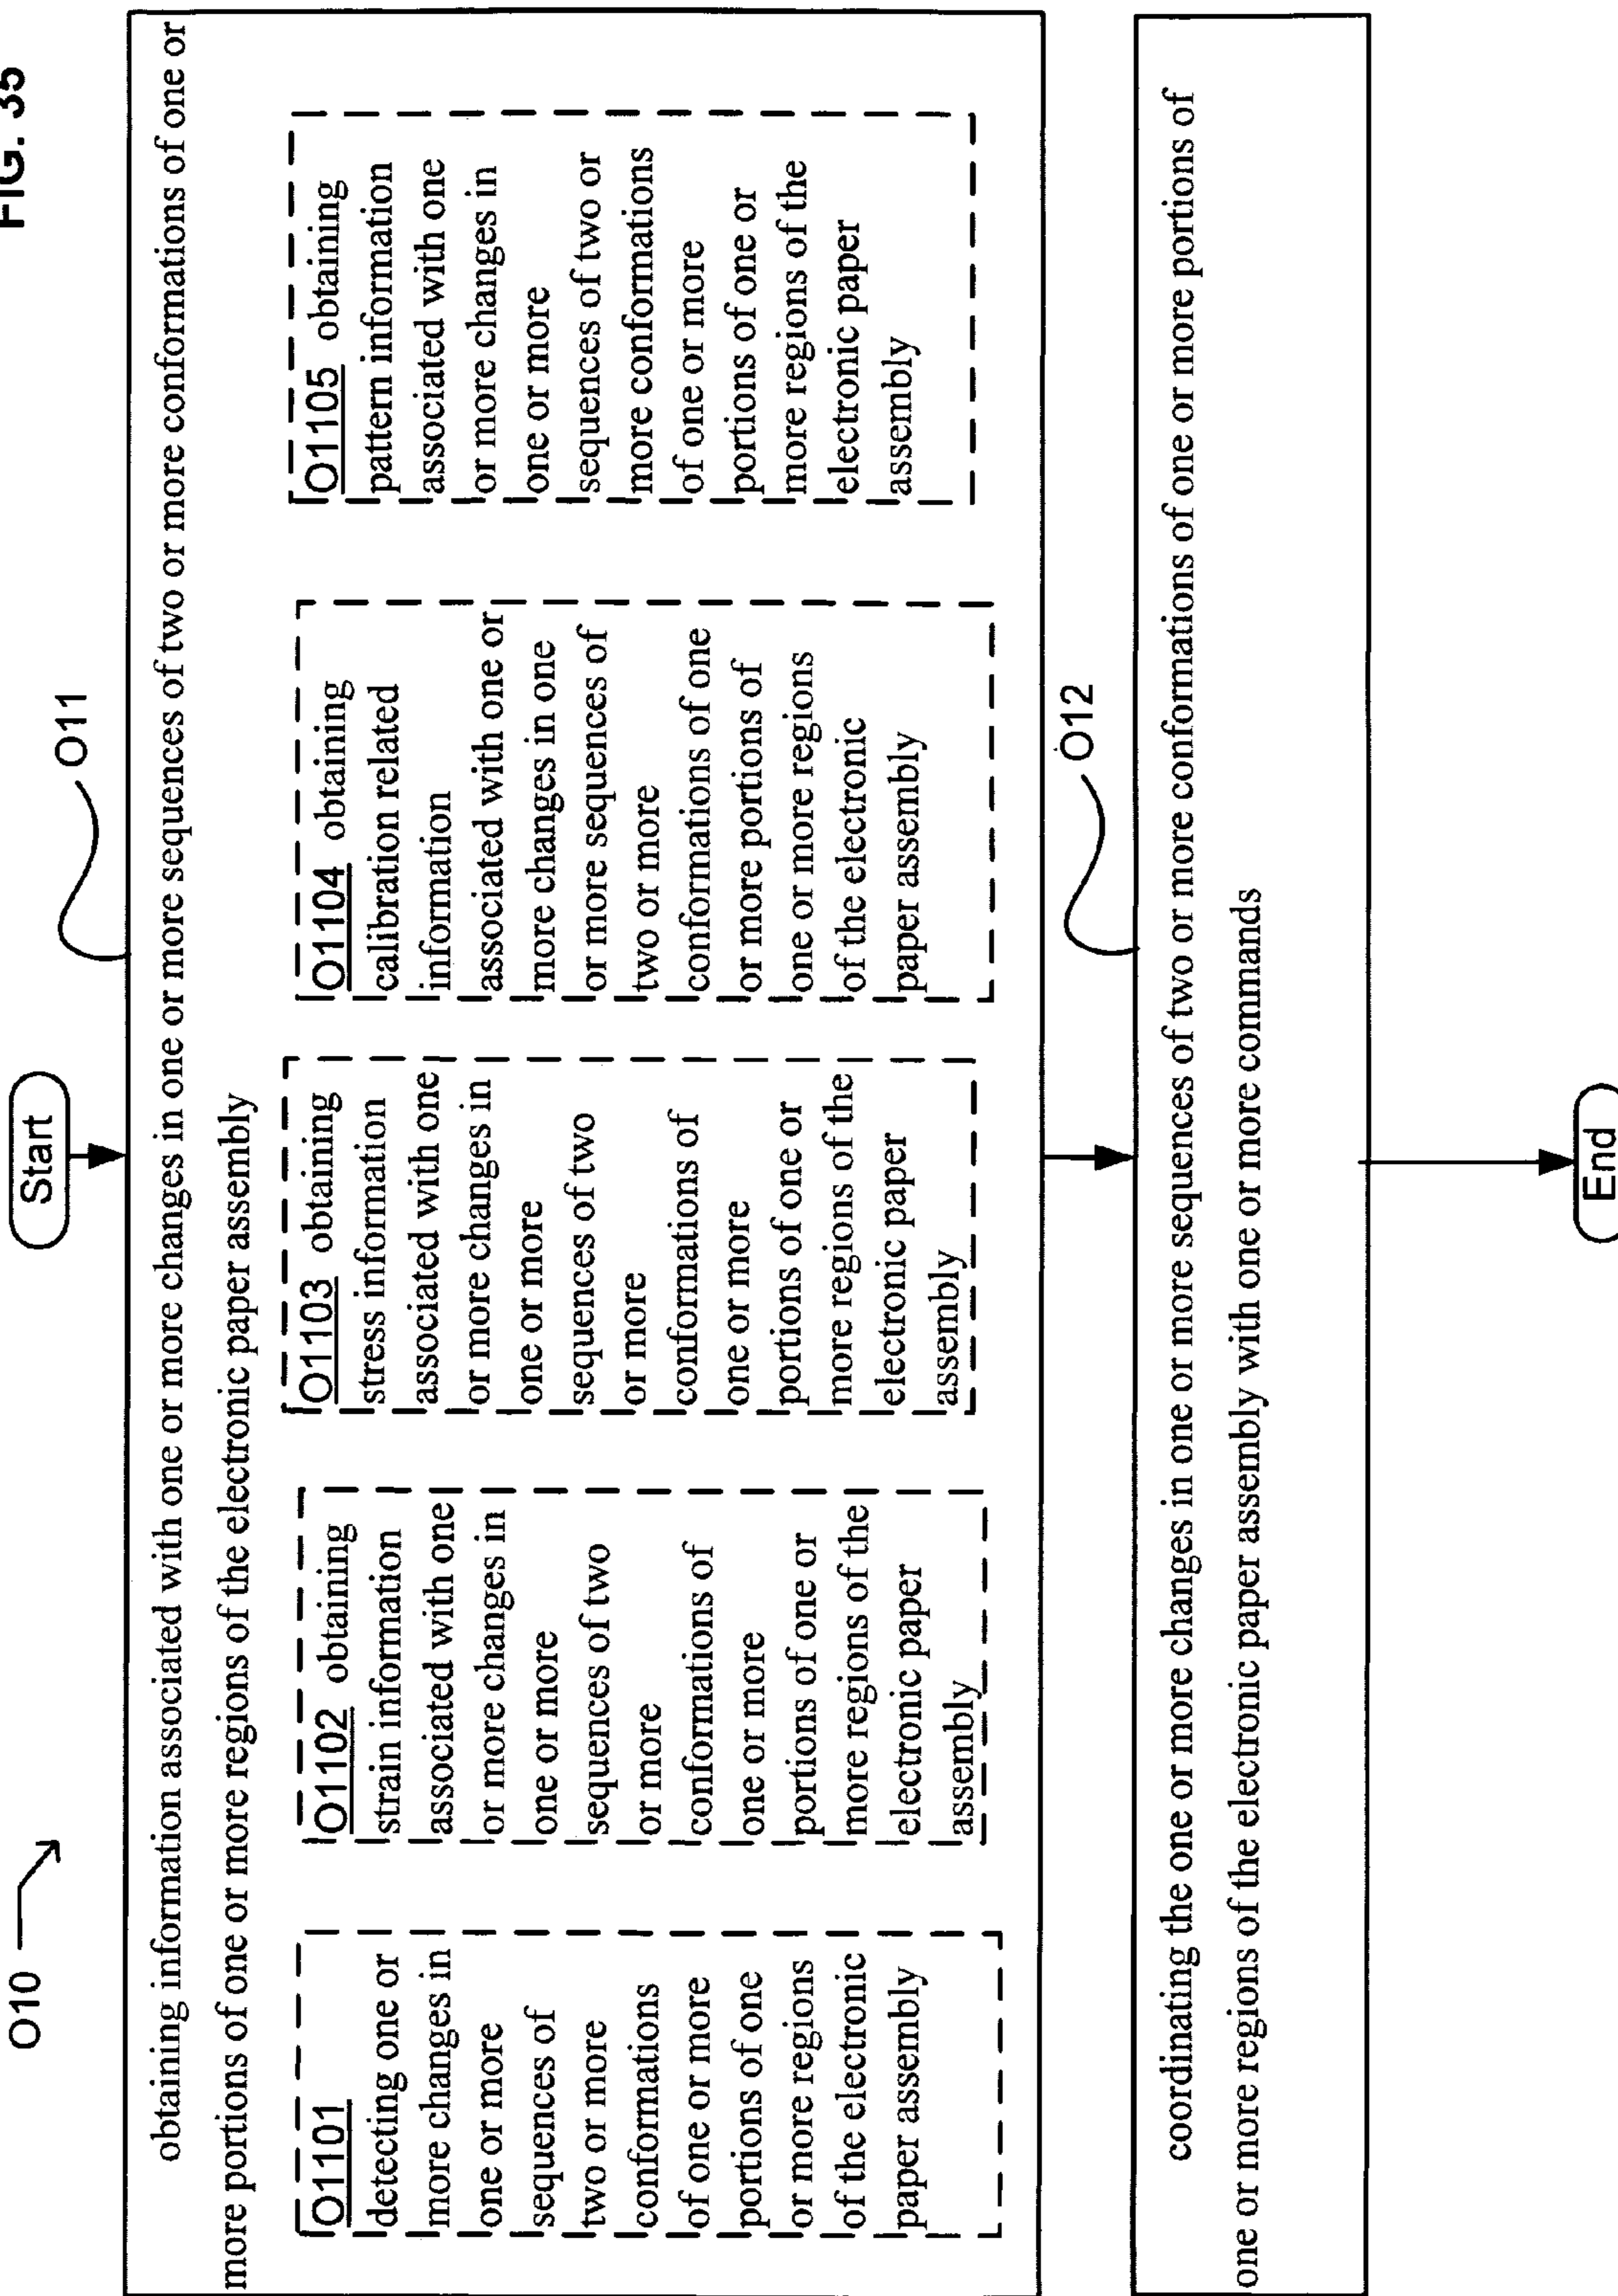 FIG. 35
O10
Start
O11
obtaining information associated with one or more changes in one or more sequences of two or more conformations of one or
more portions of one or more regions of the electronic paper assembly
O1101
detecting one or
more changes in
one or more
sequences of
two or more
conformations
of one or more
portions of one
or more regions
of the electronic
paper assembly
O1102 obtaining
strain information
associated with one
or more changes in
one or more
sequences of two
or more
conformations of
one or more
portions of one or
more regions of the
electronic paper
assembly
O1103 obtaining
stress information
associated with one
or more changes in
one or more
sequences of two
or more
conformations of
one or more
portions of one or
more regions of the
electronic paper
assembly
O1104 obtaining
calibration related
information
associated with one or
more changes in one
or more sequences of
two or more
conformations of one
or more portions of
one or more regions
of the electronic
paper assembly
O1105 obtaining
pattern information
associated with one
or more changes in
one or more
sequences of two or
more conformations
of one or more
portions of one or
more regions of the
electronic paper
assembly
O12
coordinating the one or more changes in one or more sequences of two or more conformations of one or more portions of
one or more regions of the electronic paper assembly with one or more commands
End